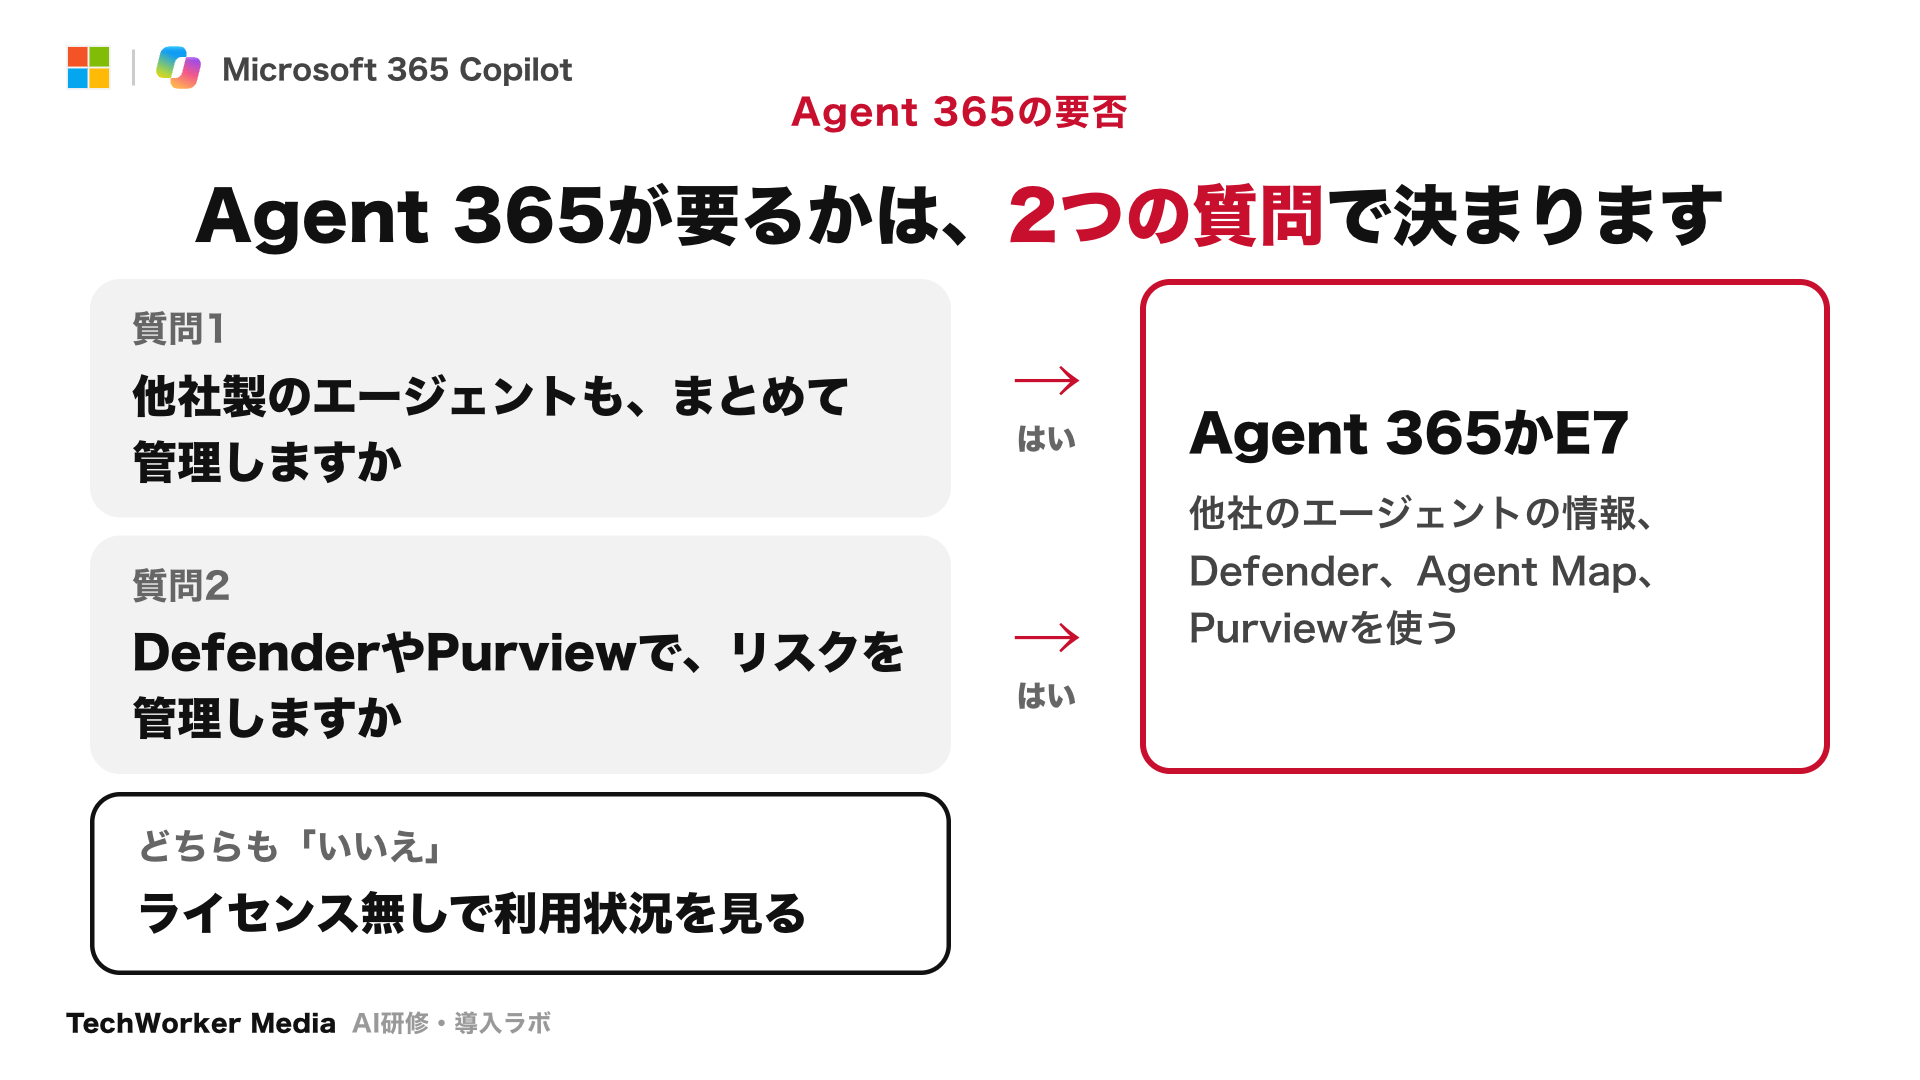 Microsoft 365 Copilot
Agent 365の要否
Agent 365が要るかは、2つの質問で決まります
質問1
他社製のエージェントも、まとめて
管理しますか
はい
質問2
DefenderやPurviewで、リスクを
管理しますか
はい
Agent 365かE7
他社のエージェントの情報、
Defender、Agent Map、
Purviewを使う
どちらも「いいえ」
ライセンス無しで利用状況を見る
TechWorker Media AI研修・導入ラボ